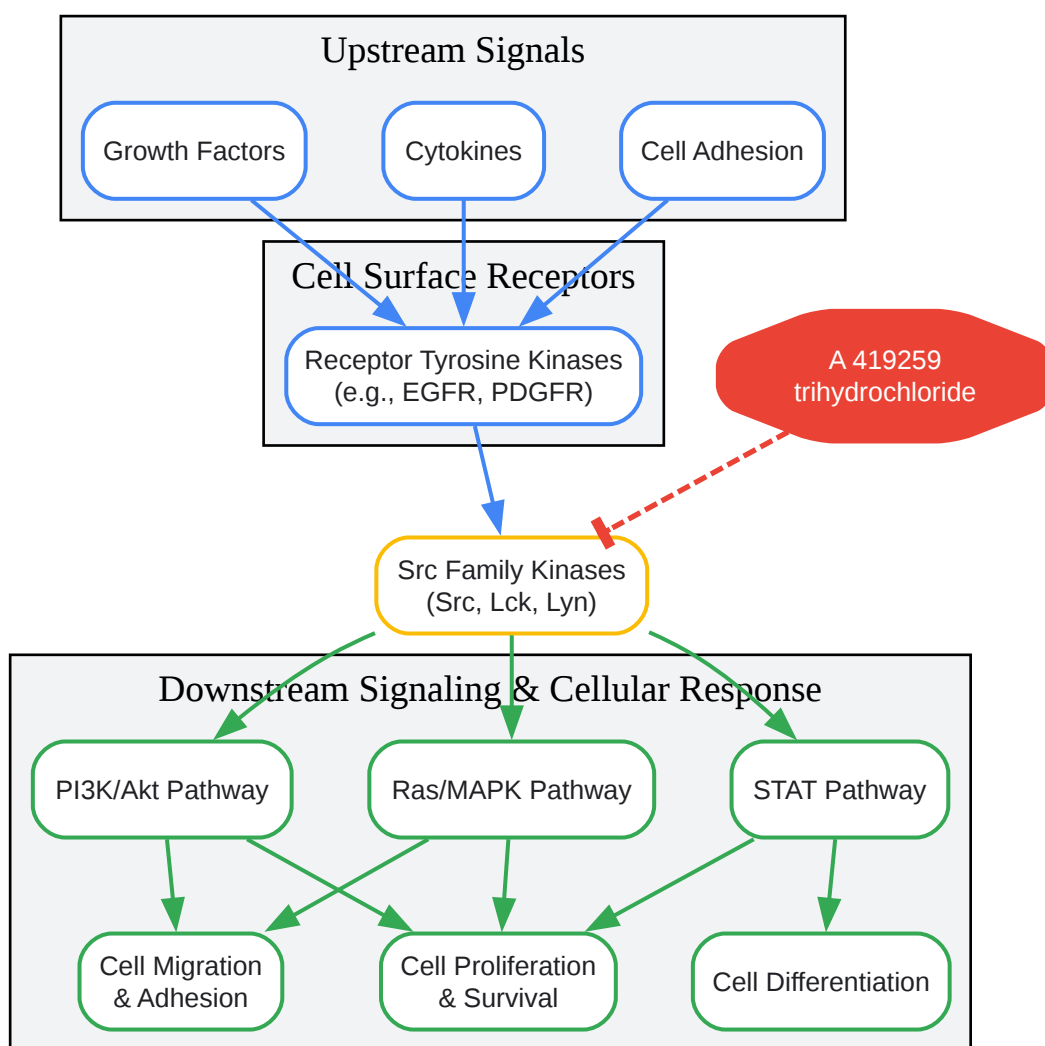 Upstream Signals
Growth Factors
Cytokines
Cell Adhesion
Cell Surface Receptors
Receptor Tyrosine Kinases
(e.g., EGFR, PDGFR)
A 419259
trihydrochloride
Src Family Kinases
(Src, Lck, Lyn)
Downstream Signaling & Cellular Response
PI3K/Akt Pathway
Ras/MAPK Pathway
STAT Pathway
Cell Migration
& Adhesion
Cell Proliferation
& Survival
Cell Differentiation